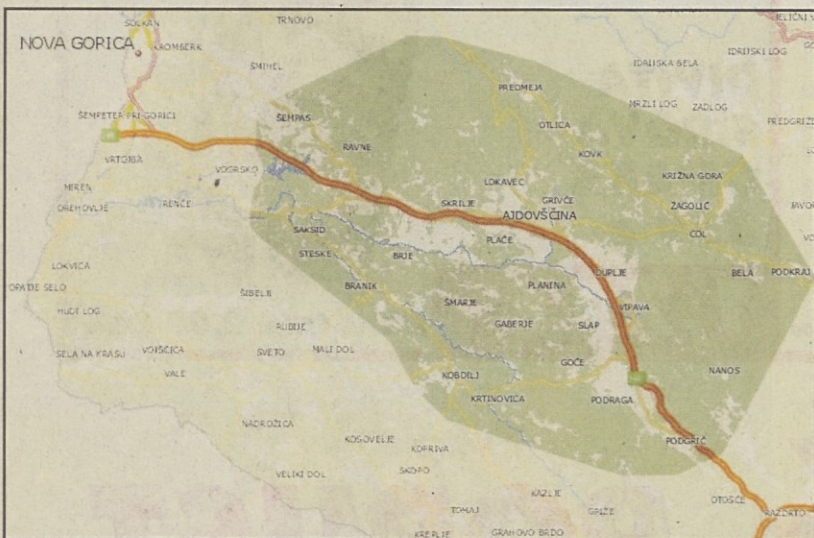 SOLKAN
TRNOVO
NOVA GORICA
KROMBERK
IDRIJSKI LOG
IDRIJSKA BELA
ŠMIHEL
PREDMEJA
MRZLI LOG
ZADLOG
ŠEMPETER PRI GORICI
ŠEMPAS
OTLICA
RAVNE
KOVK
VRTOJBA
VOGRSKO
LOKAVEC
KRIŽNA GORA
MIREN
OREHOVLJE
RENČE
SKRILJE
GRIVČE
ŽAGOLIČ
AJDOVŠČINA
SAKSID
PLAČE
COL
STESKE
BRJE
LOKVICA
DUPLJE
BELA
PODKRAJ
OPATJE SELO
ŠIBELJE
BRANIK
PLANINA
ŠMARJE
VIPAVA
HUDI LOG
RUBIJE
GABERJE
SLAP
SELA NA KRASU
VOJŠČICA
SVETO
MALI DOL
GOČE
VALE
KOBDILJ
NANOS
KRTINOVICA
PODRAGA
NADROŽICA
KOSOVELJE
KOPRIVA
PODGRIČ
VELIKI DOL
SKOPO
KAZLJE
OTOŠČE
TOMAJ
GRIŽE
RAZDRTO
KREPLJE
GRAHOVO BRDO